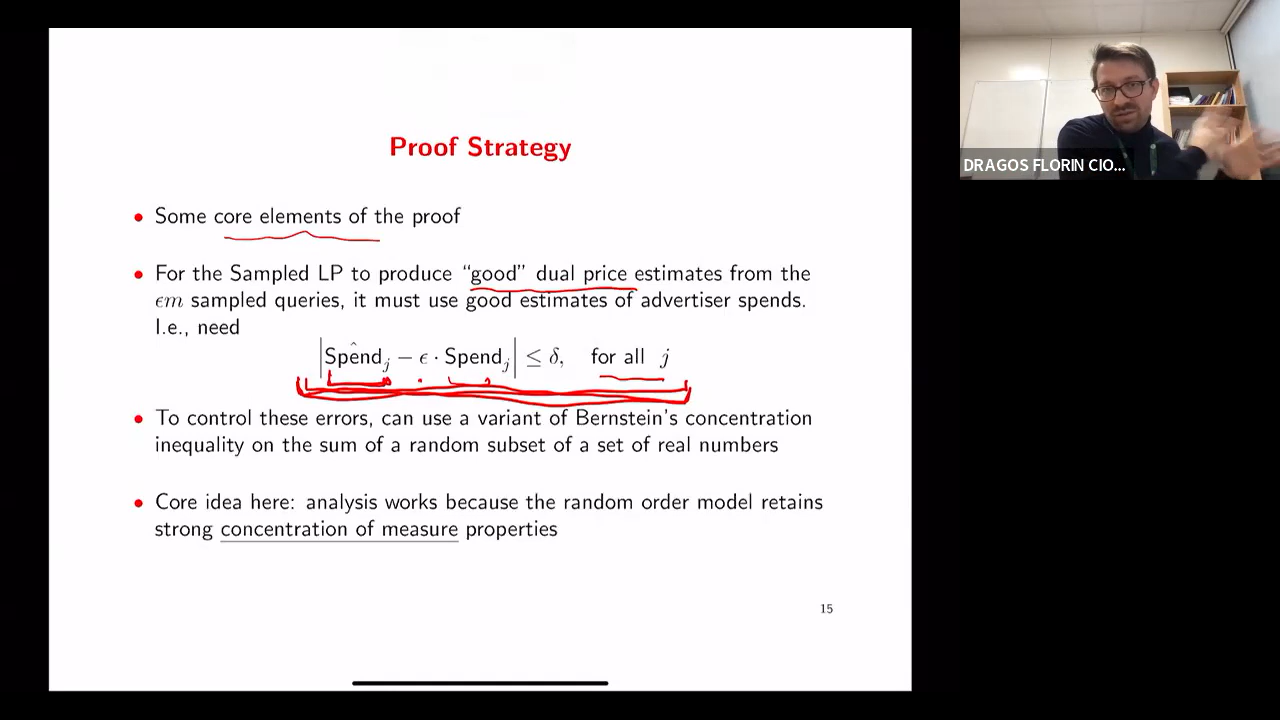 Proof Strategy
• Some core elements of the proof
• For the Sampled LP to produce “good” dual price estimates from the
ϵm sampled queries, it must use good estimates of advertiser spends.
I.e., need
|Spend̂_j − ϵ · Spend_j| ≤ δ, for all j
• To control these errors, can use a variant of Bernstein's concentration
inequality on the sum of a random subset of a set of real numbers
• Core idea here: analysis works because the random order model retains
strong concentration of measure properties
15
DRAGOS FLORIN CIO...